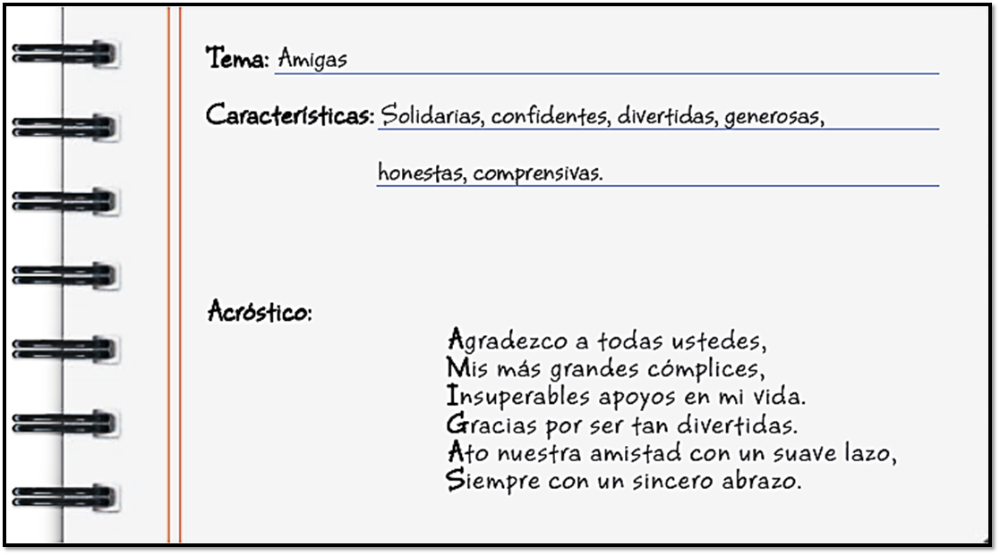 Tema: Amigas
Características: Solidarias, confidentes, divertidas, generosas,
honestas, comprensivas.
Acróstico:
Agradezco a todas ustedes,
Mis más grandes cómplices,
Insuperables apoyos en mi vida.
Gracias por ser tan divertidas.
Ato nuestra amistad con un suave lazo,
Siempre con un sincero abrazo.